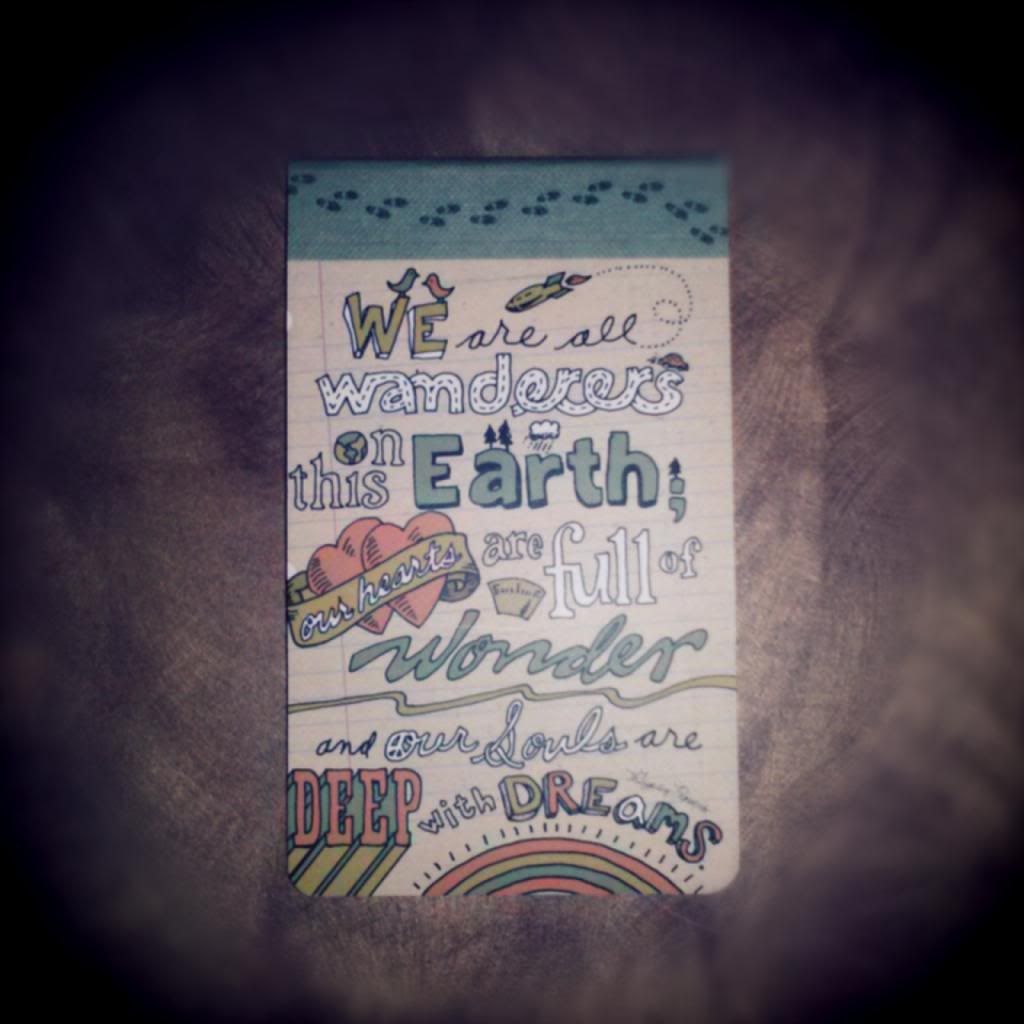 WE are all
wanderers
on
this Earth;
our hearts are full of
Wonder
and our Souls are
DEEP with DREAMS.